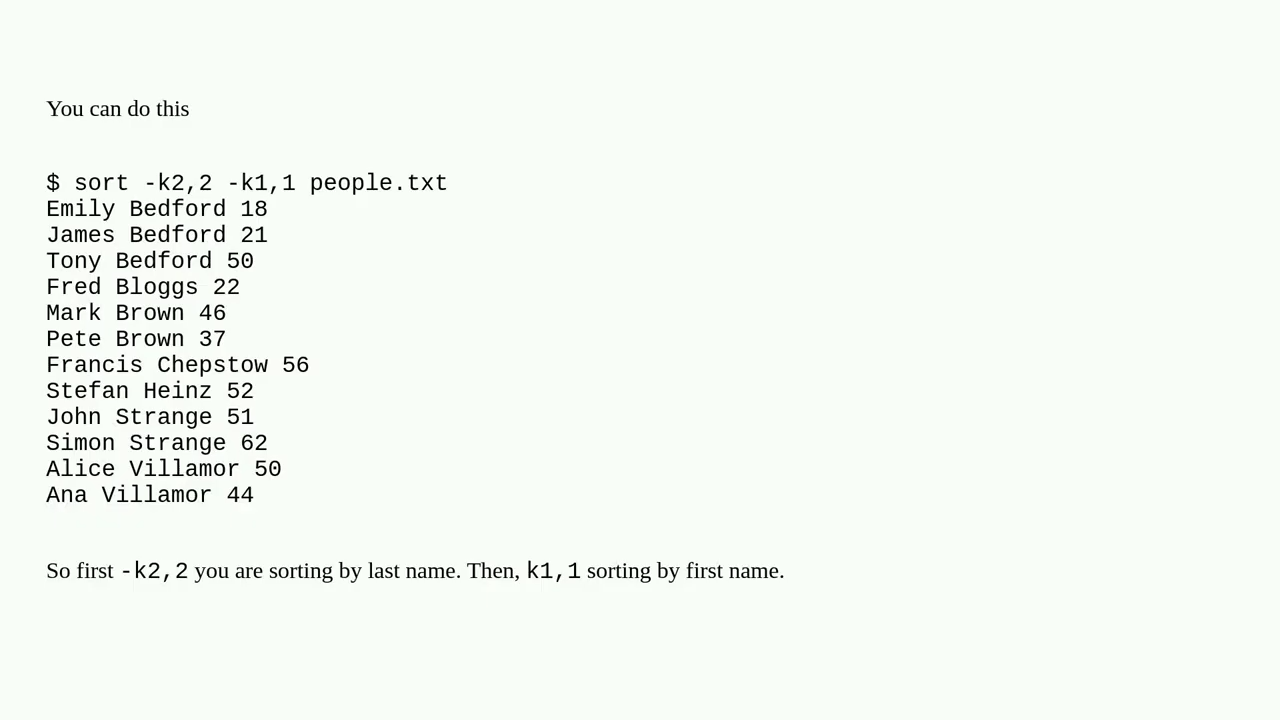 You can do this
$ sort -k2,2 -k1,1 people.txt
Emily Bedford 18
James Bedford 21
Tony Bedford 50
Fred Bloggs 22
Mark Brown 46
Pete Brown 37
Francis Chepstow 56
Stefan Heinz 52
John Strange 51
Simon Strange 62
Alice Villamor 50
Ana Villamor 44
So first -k2,2 you are sorting by last name. Then, k1,1 sorting by first name.